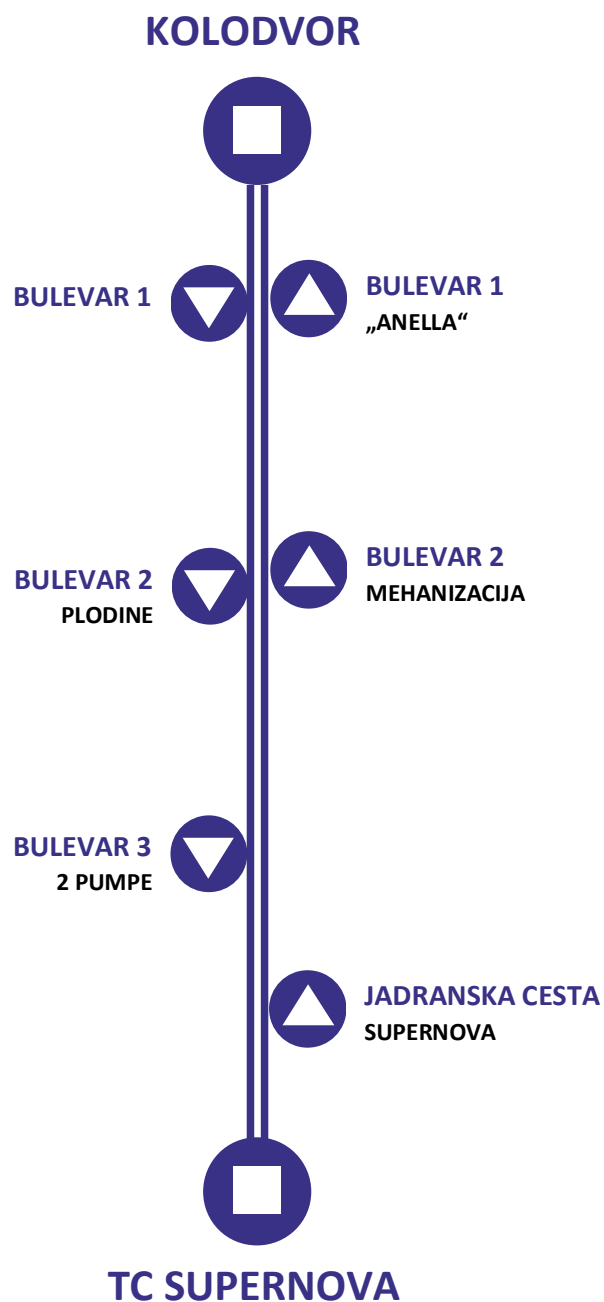 KOLODVOR
BULEVAR 1
BULEVAR 1
„ANELLA“
BULEVAR 2
PLODINE
BULEVAR 2
MEHANIZACIJA
BULEVAR 3
2 PUMPE
JADRANSKA CESTA
SUPERNOVA
TC SUPERNOVA